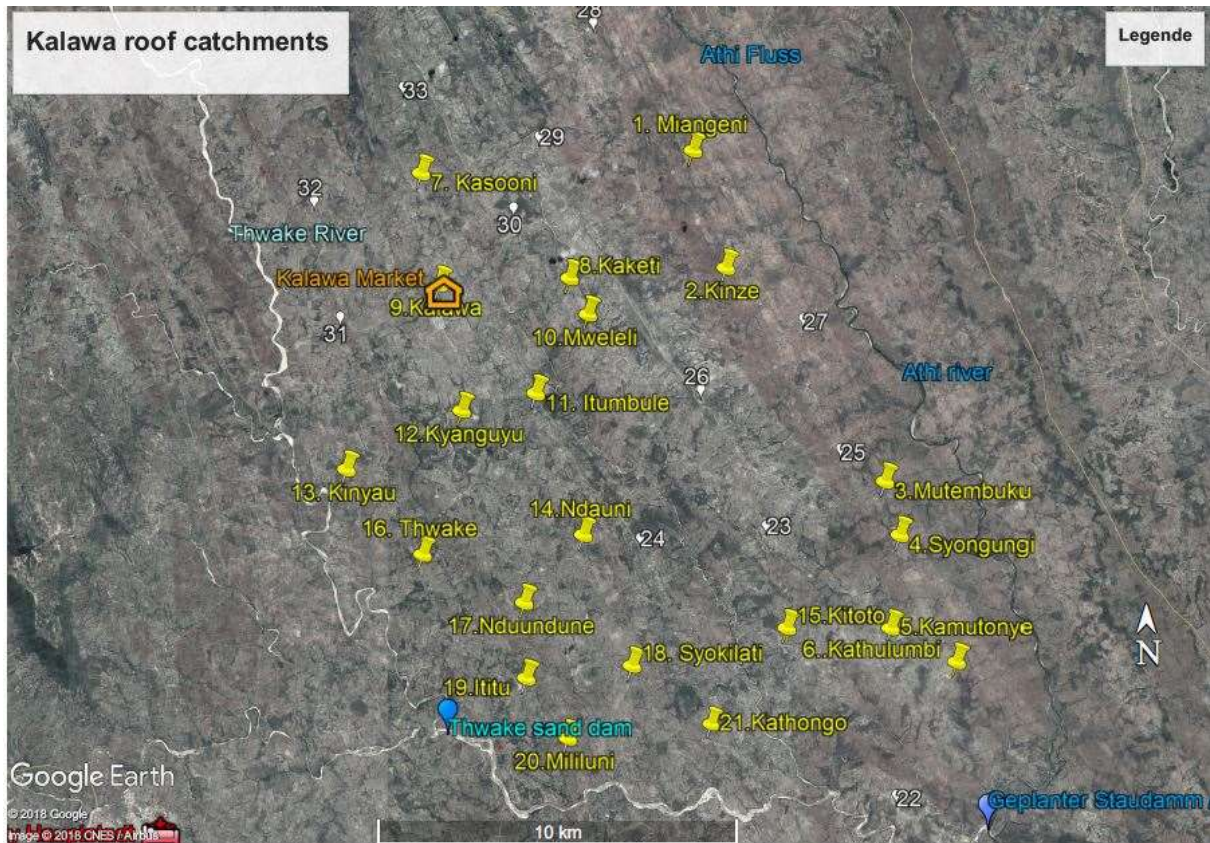 Kalawa roof catchments
Legende
28
Athi Fluss
33
29
1. Miangeni
7. Kasooni
32
30
Thwake River
8.Kaketi
Kalawa Market
2.Kinze
9.Kalawa
31
27
10.Mweleli
26
Athi river
11. Itumbule
12.Kyanguyu
25
13. Kinyau
3.Mutembuku
14.Ndauni
16. Thwake
23
24
4.Syongungi
17.Nduundune
15.Kitoto
5.Kamutonye
6..Kathulumbi
18. Syokilati
19.Ititu
Thwake sand dam
21.Kathongo
20.Mililuni
N
Google Earth
22
Geplanter Staudamm
© 2018 Google
Image © 2018 CNES / Airbus
10 km